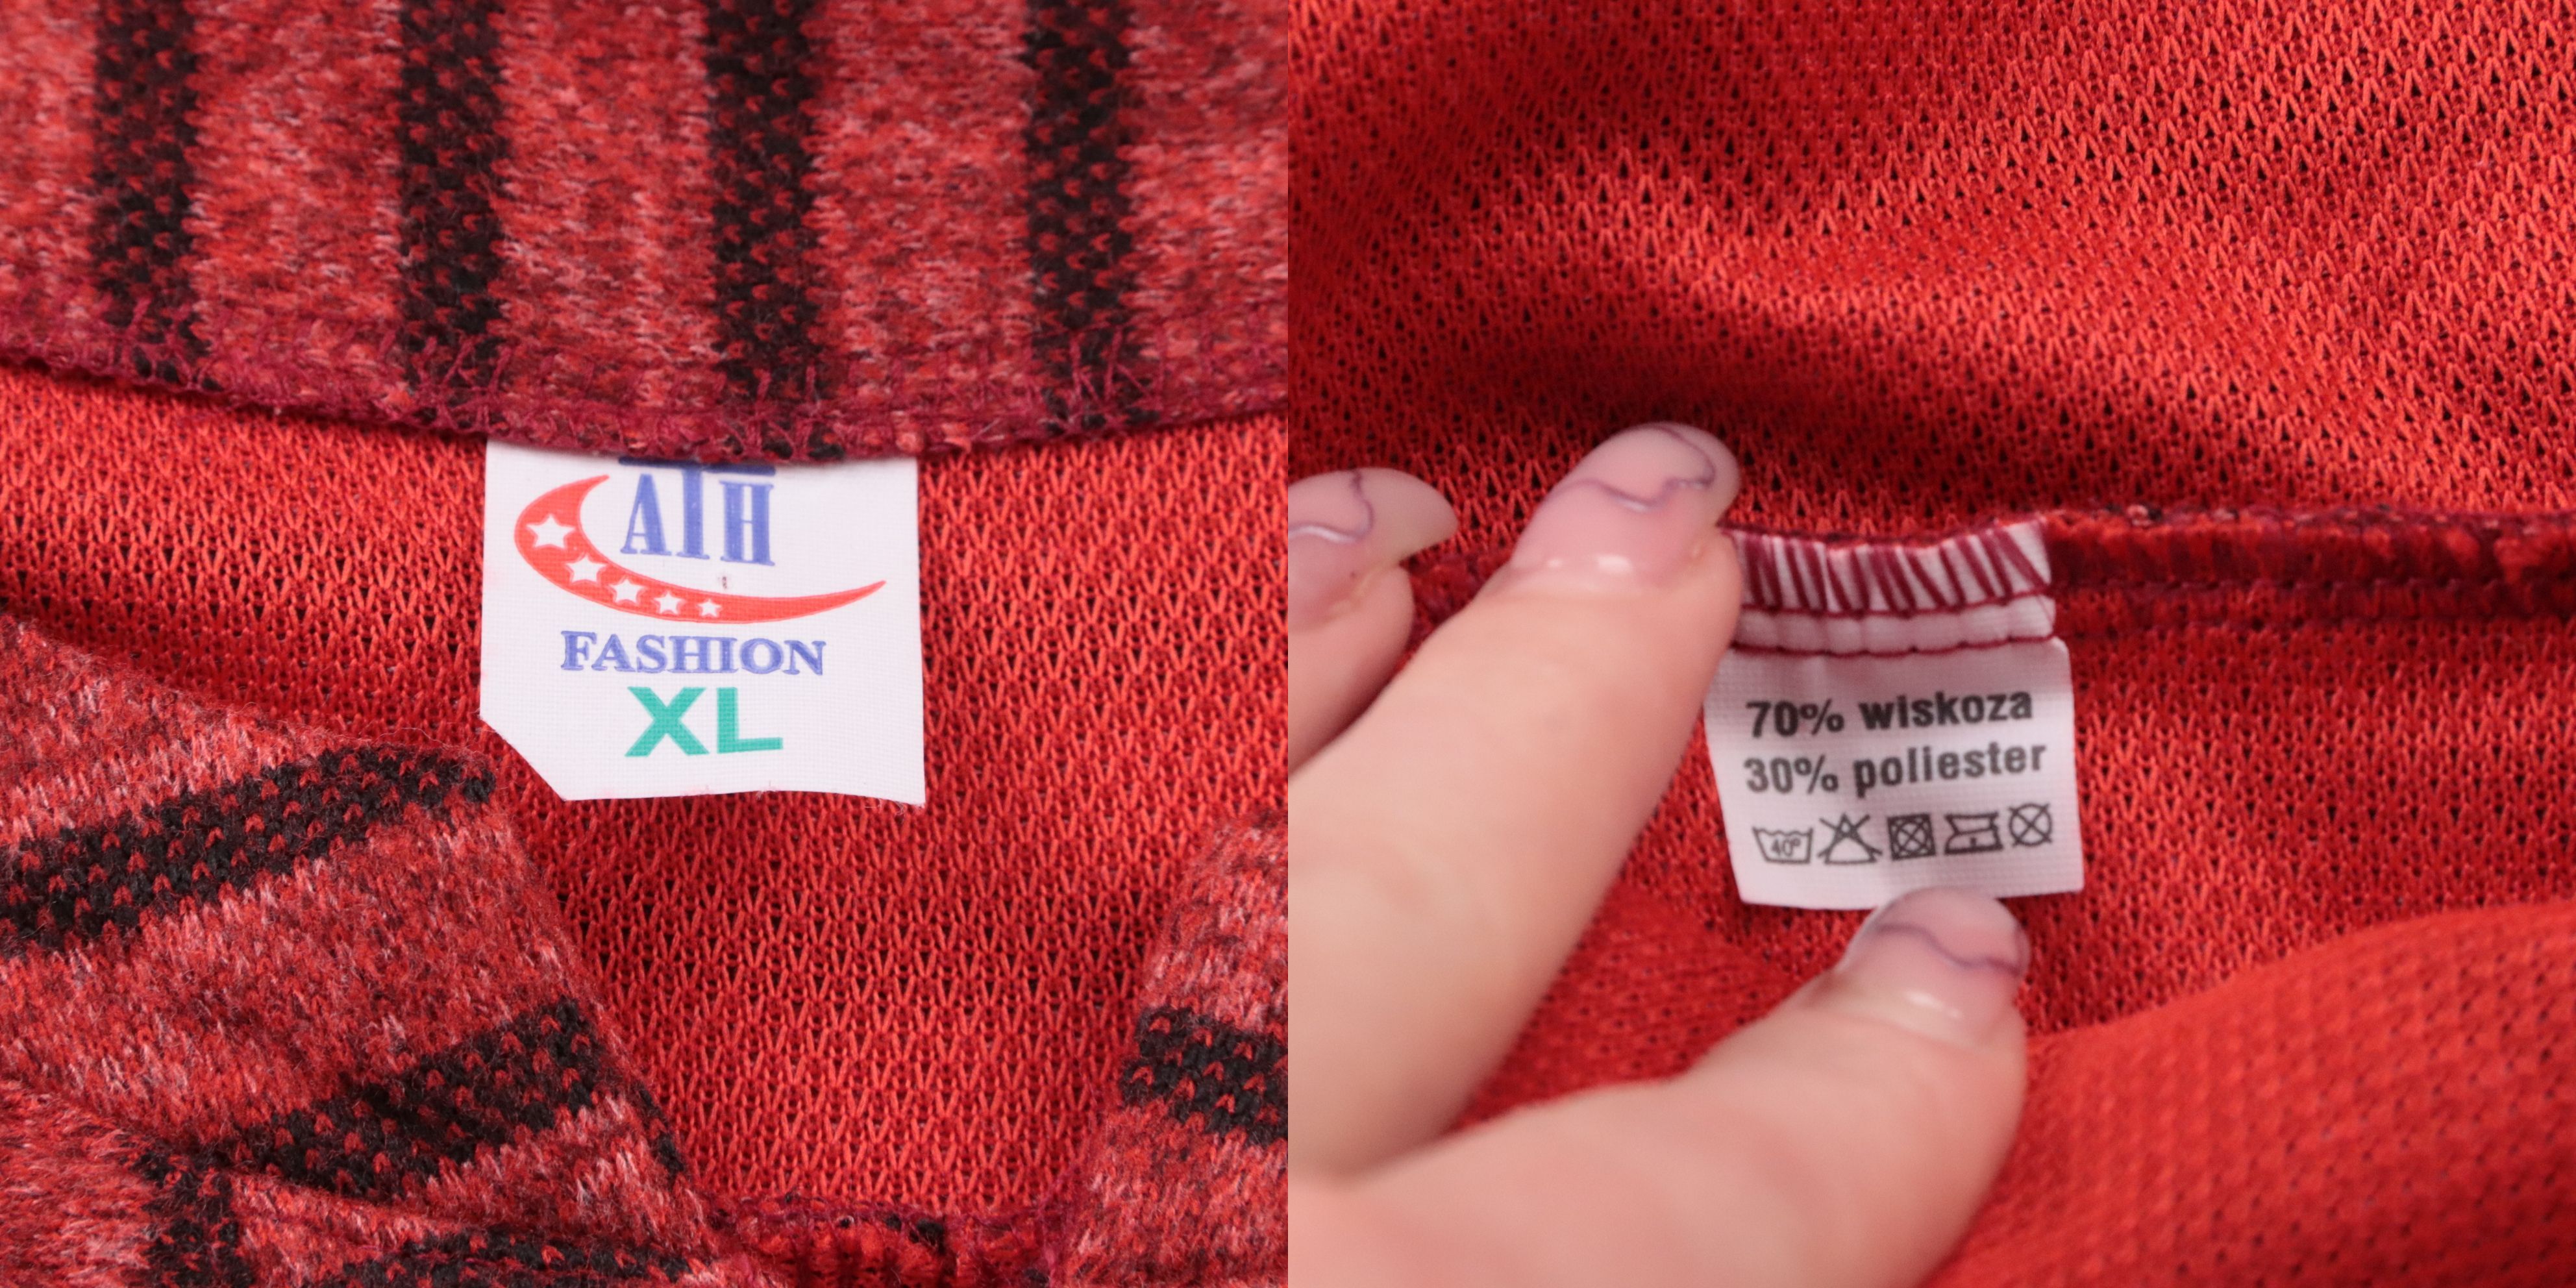 ATH
FASHION
XL
70% wiskoza
30% poliester
40°